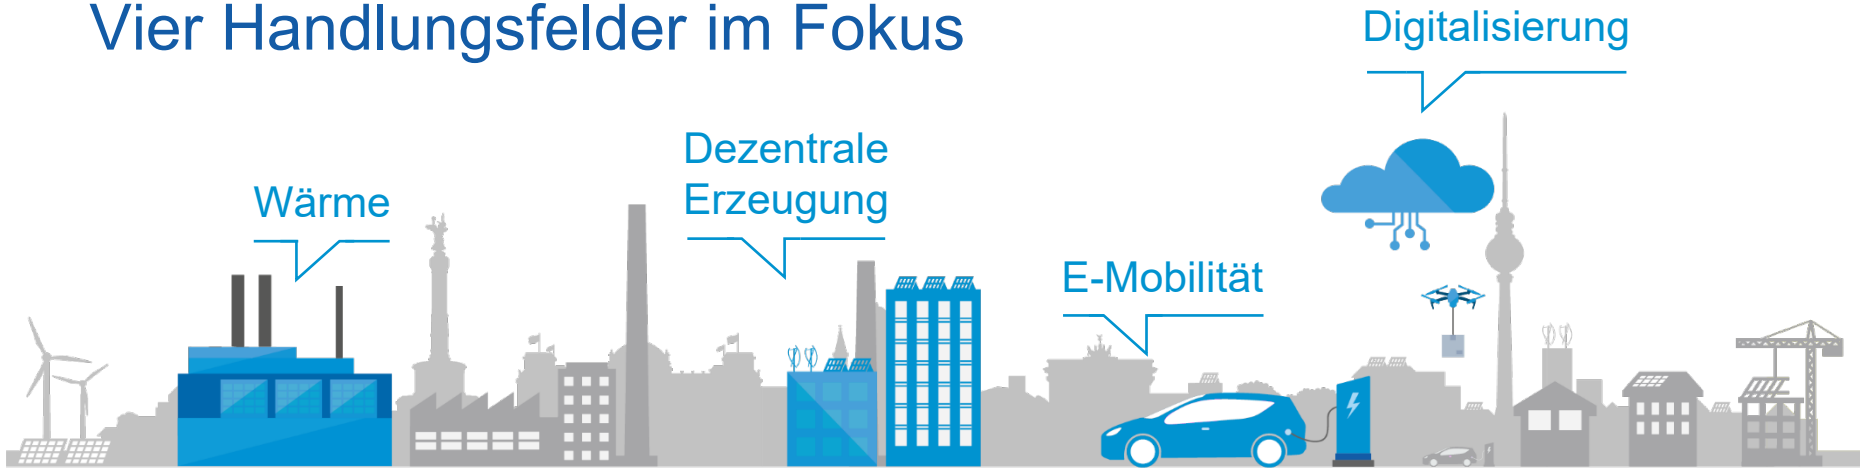 Vier Handlungsfelder im Fokus
Digitalisierung
Dezentrale
Erzeugung
Wärme
E-Mobilität